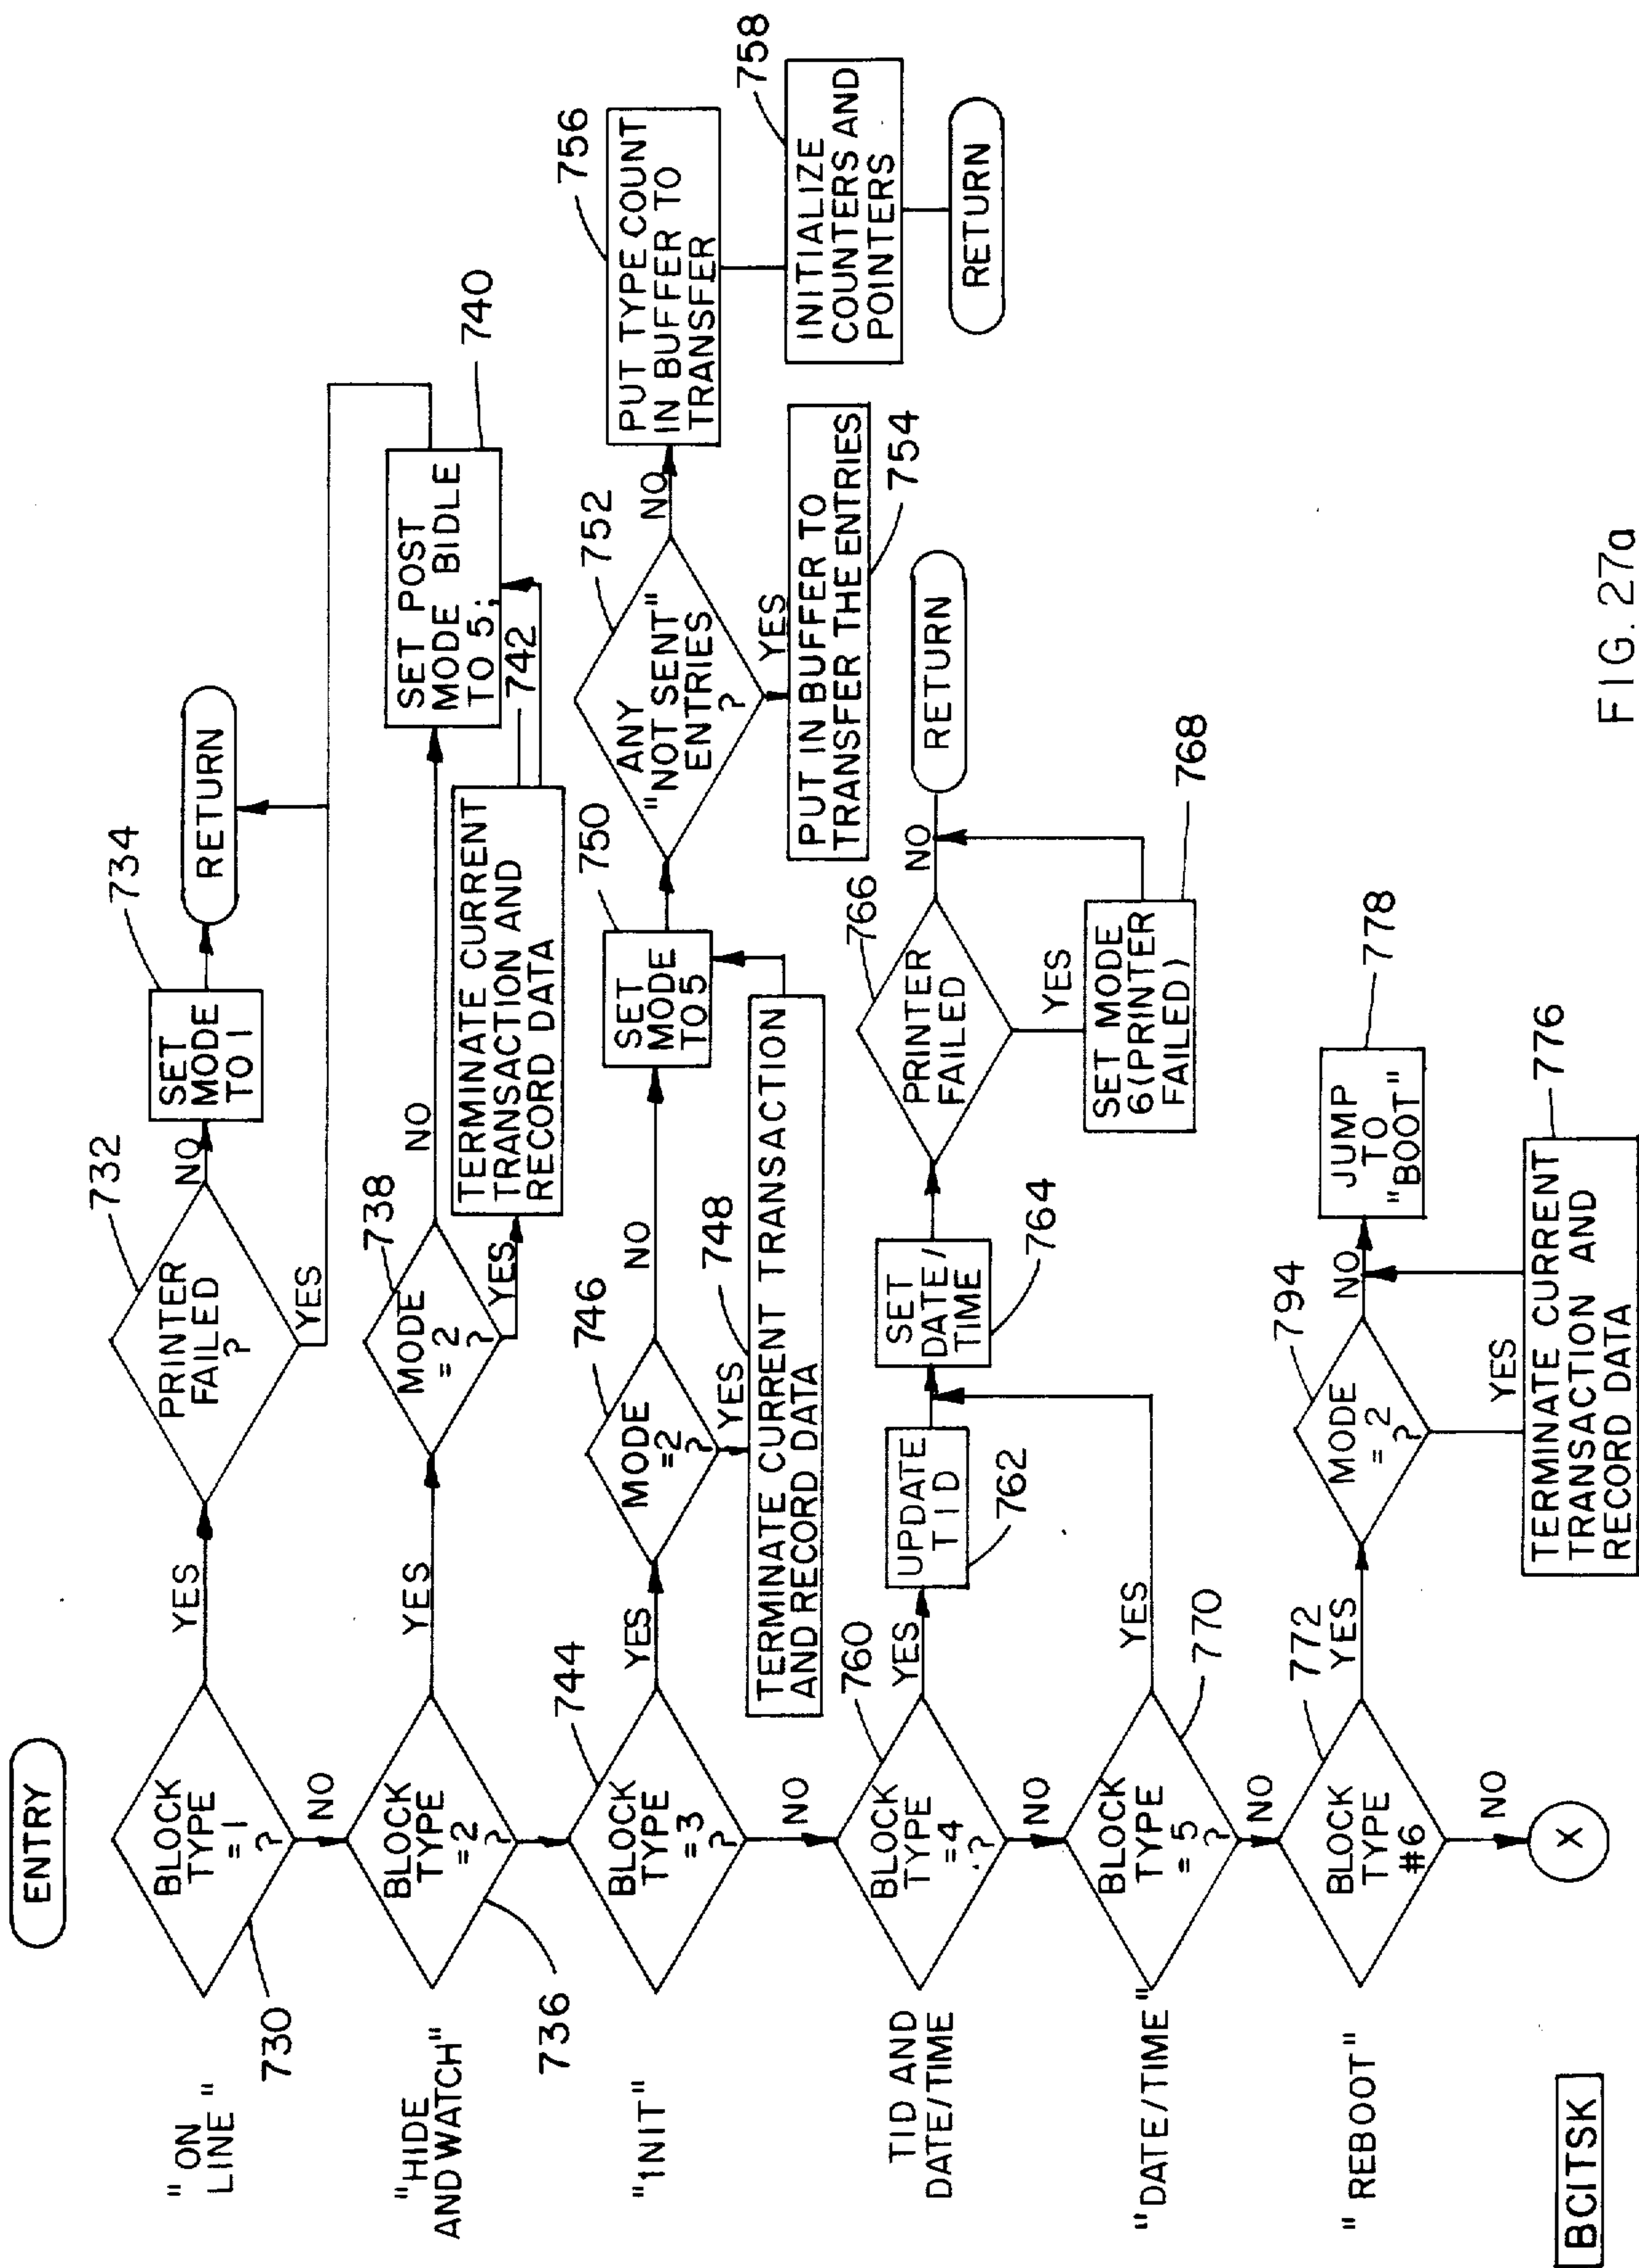 ENTRY
"ON
LINE"
730
BLOCK
TYPE
=1
?
YES
NO
732
PRINTER
FAILED
?
NO
YES
734
SET
MODE
TO 1
RETURN
"HIDE
AND WATCH"
736
BLOCK
TYPE
=2
?
YES
738
MODE
=2
?
NO
YES
TERMINATE CURRENT
TRANSACTION AND
RECORD DATA
742
SET POST
MODE BIDLE
TO 5;
740
"INIT"
744
BLOCK
TYPE
=3
?
YES
NO
746
MODE
=2
?
NO
YES
748
TERMINATE CURRENT TRANSACTION
AND RECORD DATA
750
SET
MODE
TO 5
752
ANY
"NOT SENT"
ENTRIES
?
NO
YES
PUT IN BUFFER TO
TRANSFER THE ENTRIES
754
756
PUT TYPE COUNT
IN BUFFER TO
TRANSFER
758
INITIALIZE
COUNTERS AND
POINTERS
RETURN
TID AND
DATE/TIME
760
BLOCK
TYPE
=4
?
YES
NO
UPDATE
TID
762
SET
DATE/
TIME
764
766
PRINTER
FAILED
NO
YES
SET MODE
6(PRINTER
FAILED)
768
RETURN
"DATE/TIME"
BLOCK
TYPE
=5
?
770
YES
NO
"REBOOT"
772
BLOCK
TYPE
#6
YES
NO
X
794
MODE
=2
?
NO
YES
TERMINATE CURRENT
TRANSACTION AND
RECORD DATA
776
JUMP
TO
"BOOT"
778
BCITSK
FIG. 27a